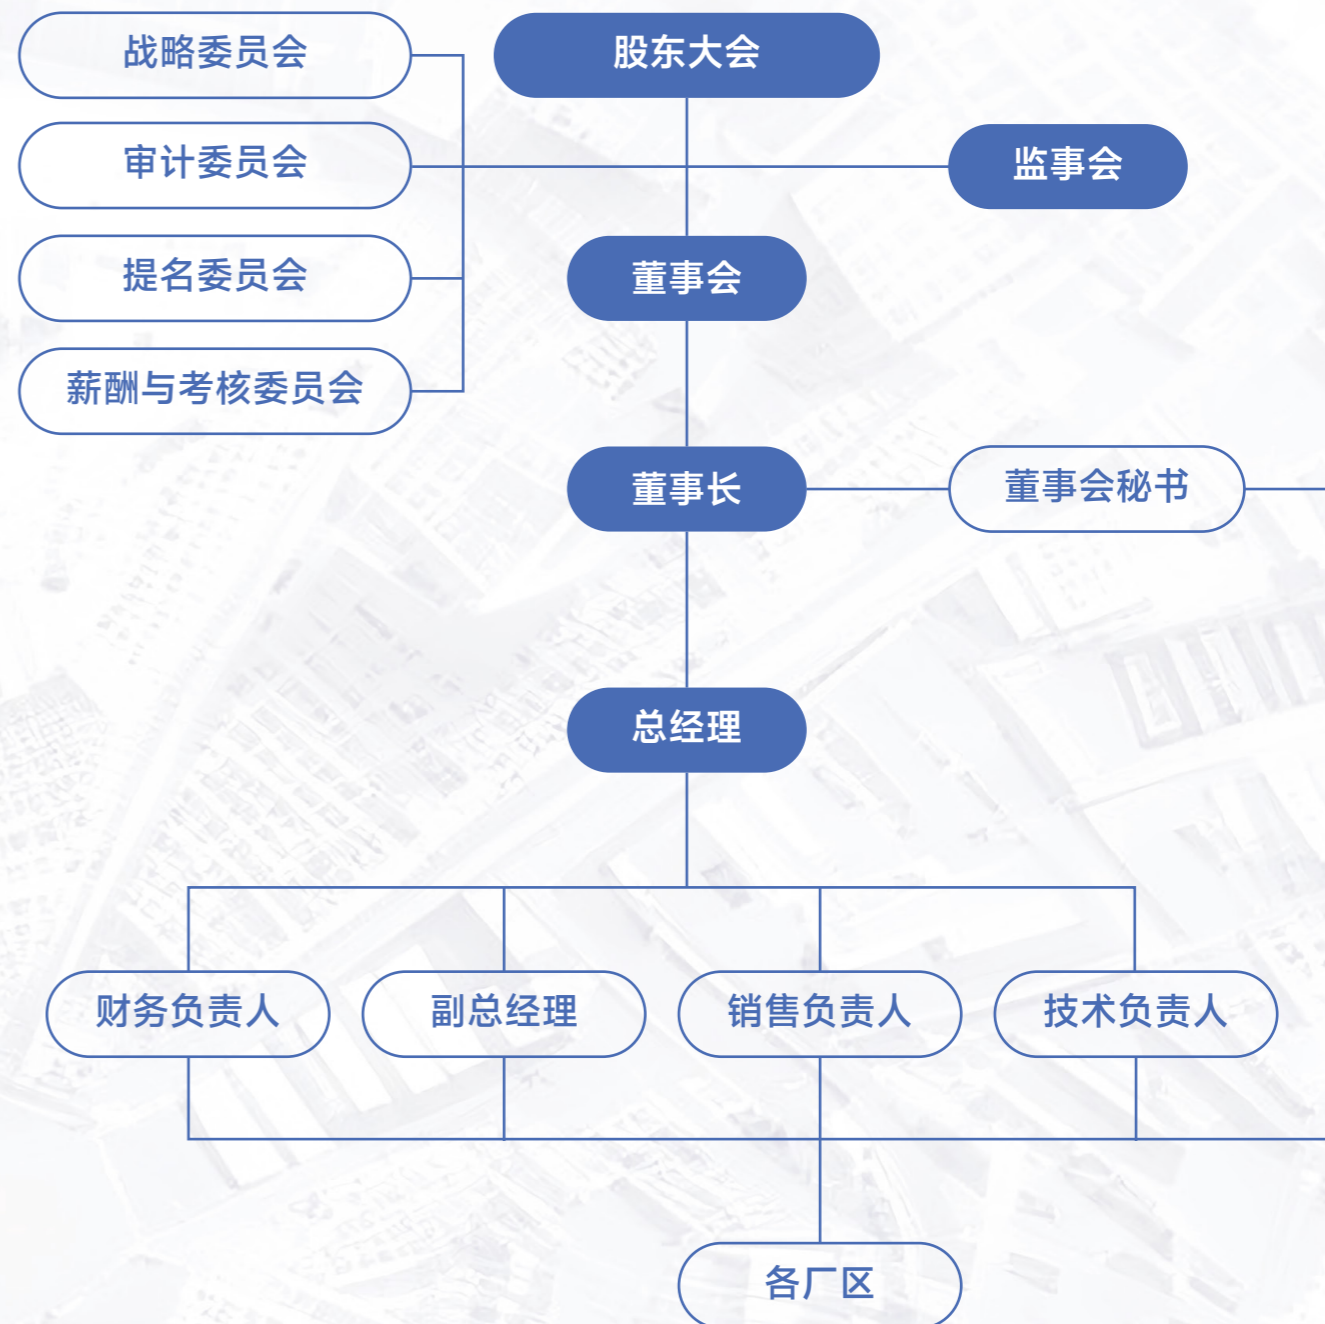 战略委员会
股东大会
审计委员会
监事会
提名委员会
董事会
薪酬与考核委员会
董事长
董事会秘书
总经理
财务负责人
副总经理
销售负责人
技术负责人
各厂区